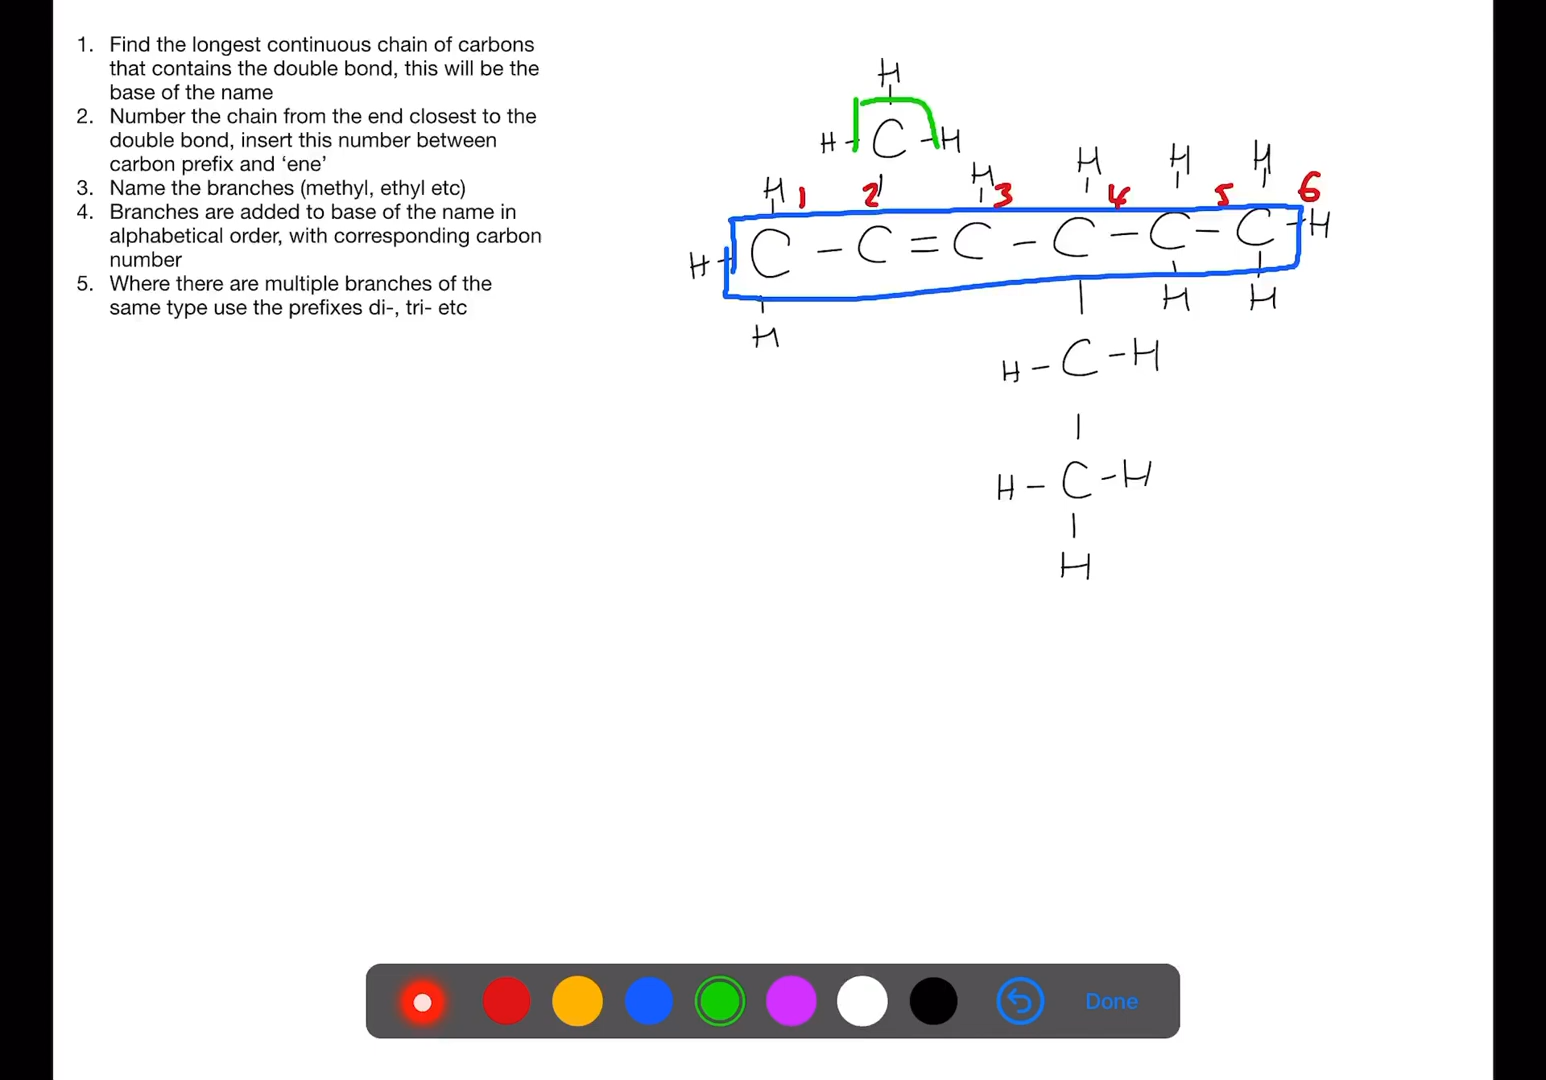 1. Find the longest continuous chain of carbons
that contains the double bond, this will be the
base of the name
2. Number the chain from the end closest to the
double bond, insert this number between
carbon prefix and ‘ene’
3. Name the branches (methyl, ethyl etc)
4. Branches are added to base of the name in
alphabetical order, with corresponding carbon
number
5. Where there are multiple branches of the
same type use the prefixes di-, tri- etc
H
H - C - H
H 1 2 H 3 H 4 H 5 H 6
H - C - C = C - C - C - C - H
H H H
H - C - H
H - C - H
H
Done